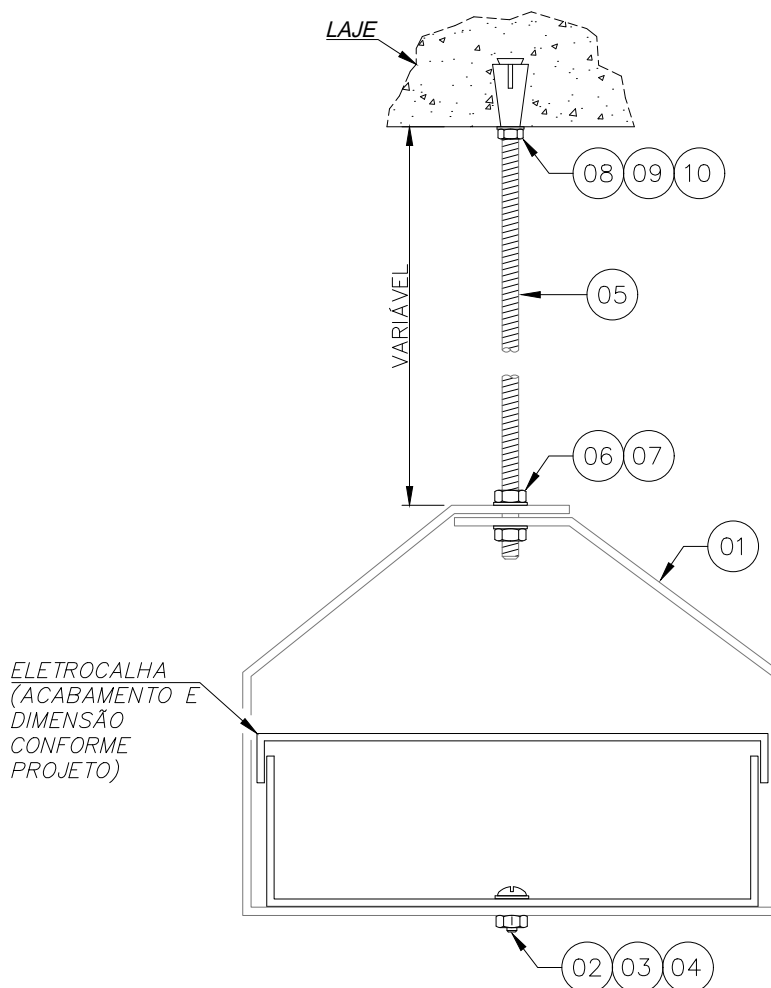 LAJE
08 09 10
05
VARIÁVEL
06 07
01
ELETROCALHA
(ACABAMENTO E
DIMENSÃO
CONFORME
PROJETO)
02 03 04